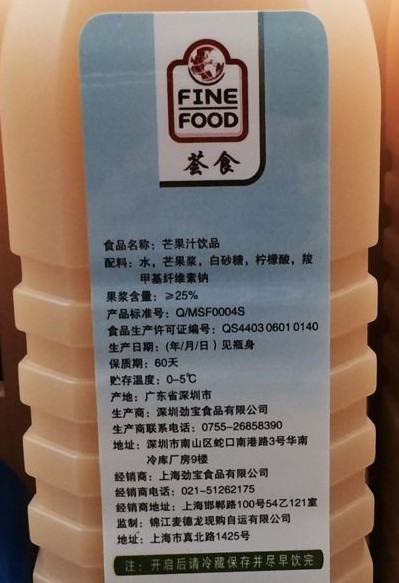 FINE
FOOD
荟食
食品名称：芒果汁饮品
配料：水，芒果浆，白砂糖，柠檬酸，羧
甲基纤维素钠
果浆含量：≥25%
产品标准号：Q/MSF0004S
食品生产许可证编号：QS4403 0601 0140
生产日期：(年/月/日) 见瓶身
保质期：60天
贮存温度：0–5℃
产地：广东省深圳市
生产商：深圳劲宝食品有限公司
生产商联系电话：0755-26858390
地址：深圳市南山区蛇口南港路3号华南
冷库厂房9楼
经销商：上海劲宝食品有限公司
经销商电话：021-51262175
经销商地址：上海邯郸路100号54乙121室
监制：锦江麦德龙现购自运有限公司
地址：上海市真北路1425号
注：开启后请冷藏保存并尽早饮完